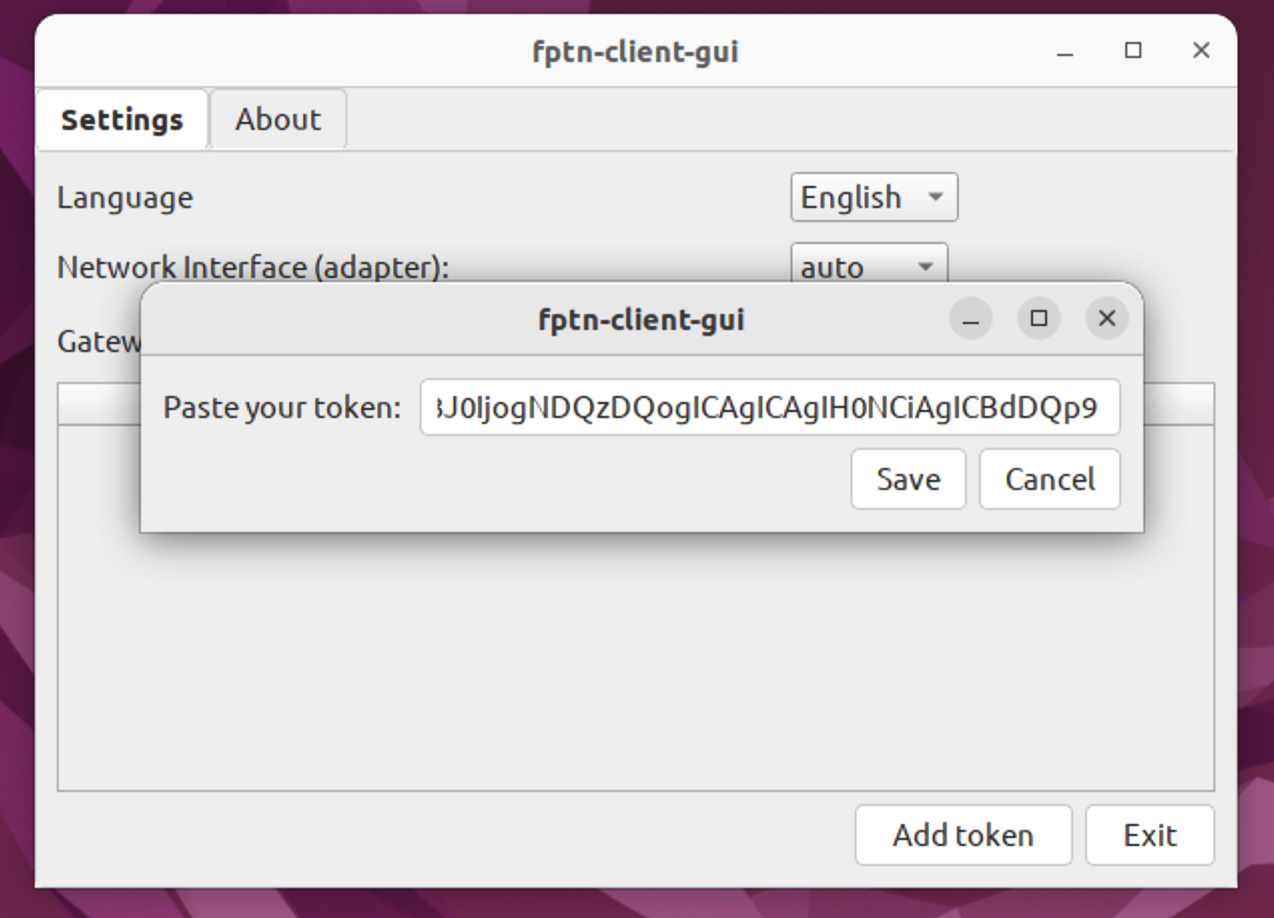 fptn-client-gui
Settings
About
Language
English
Network Interface (adapter):
auto
Gatew
fptn-client-gui
Paste your token:
J0IjogNDQzDQogICAgICAgIH0NCiAgICBdDQp9
Save
Cancel
Add token
Exit